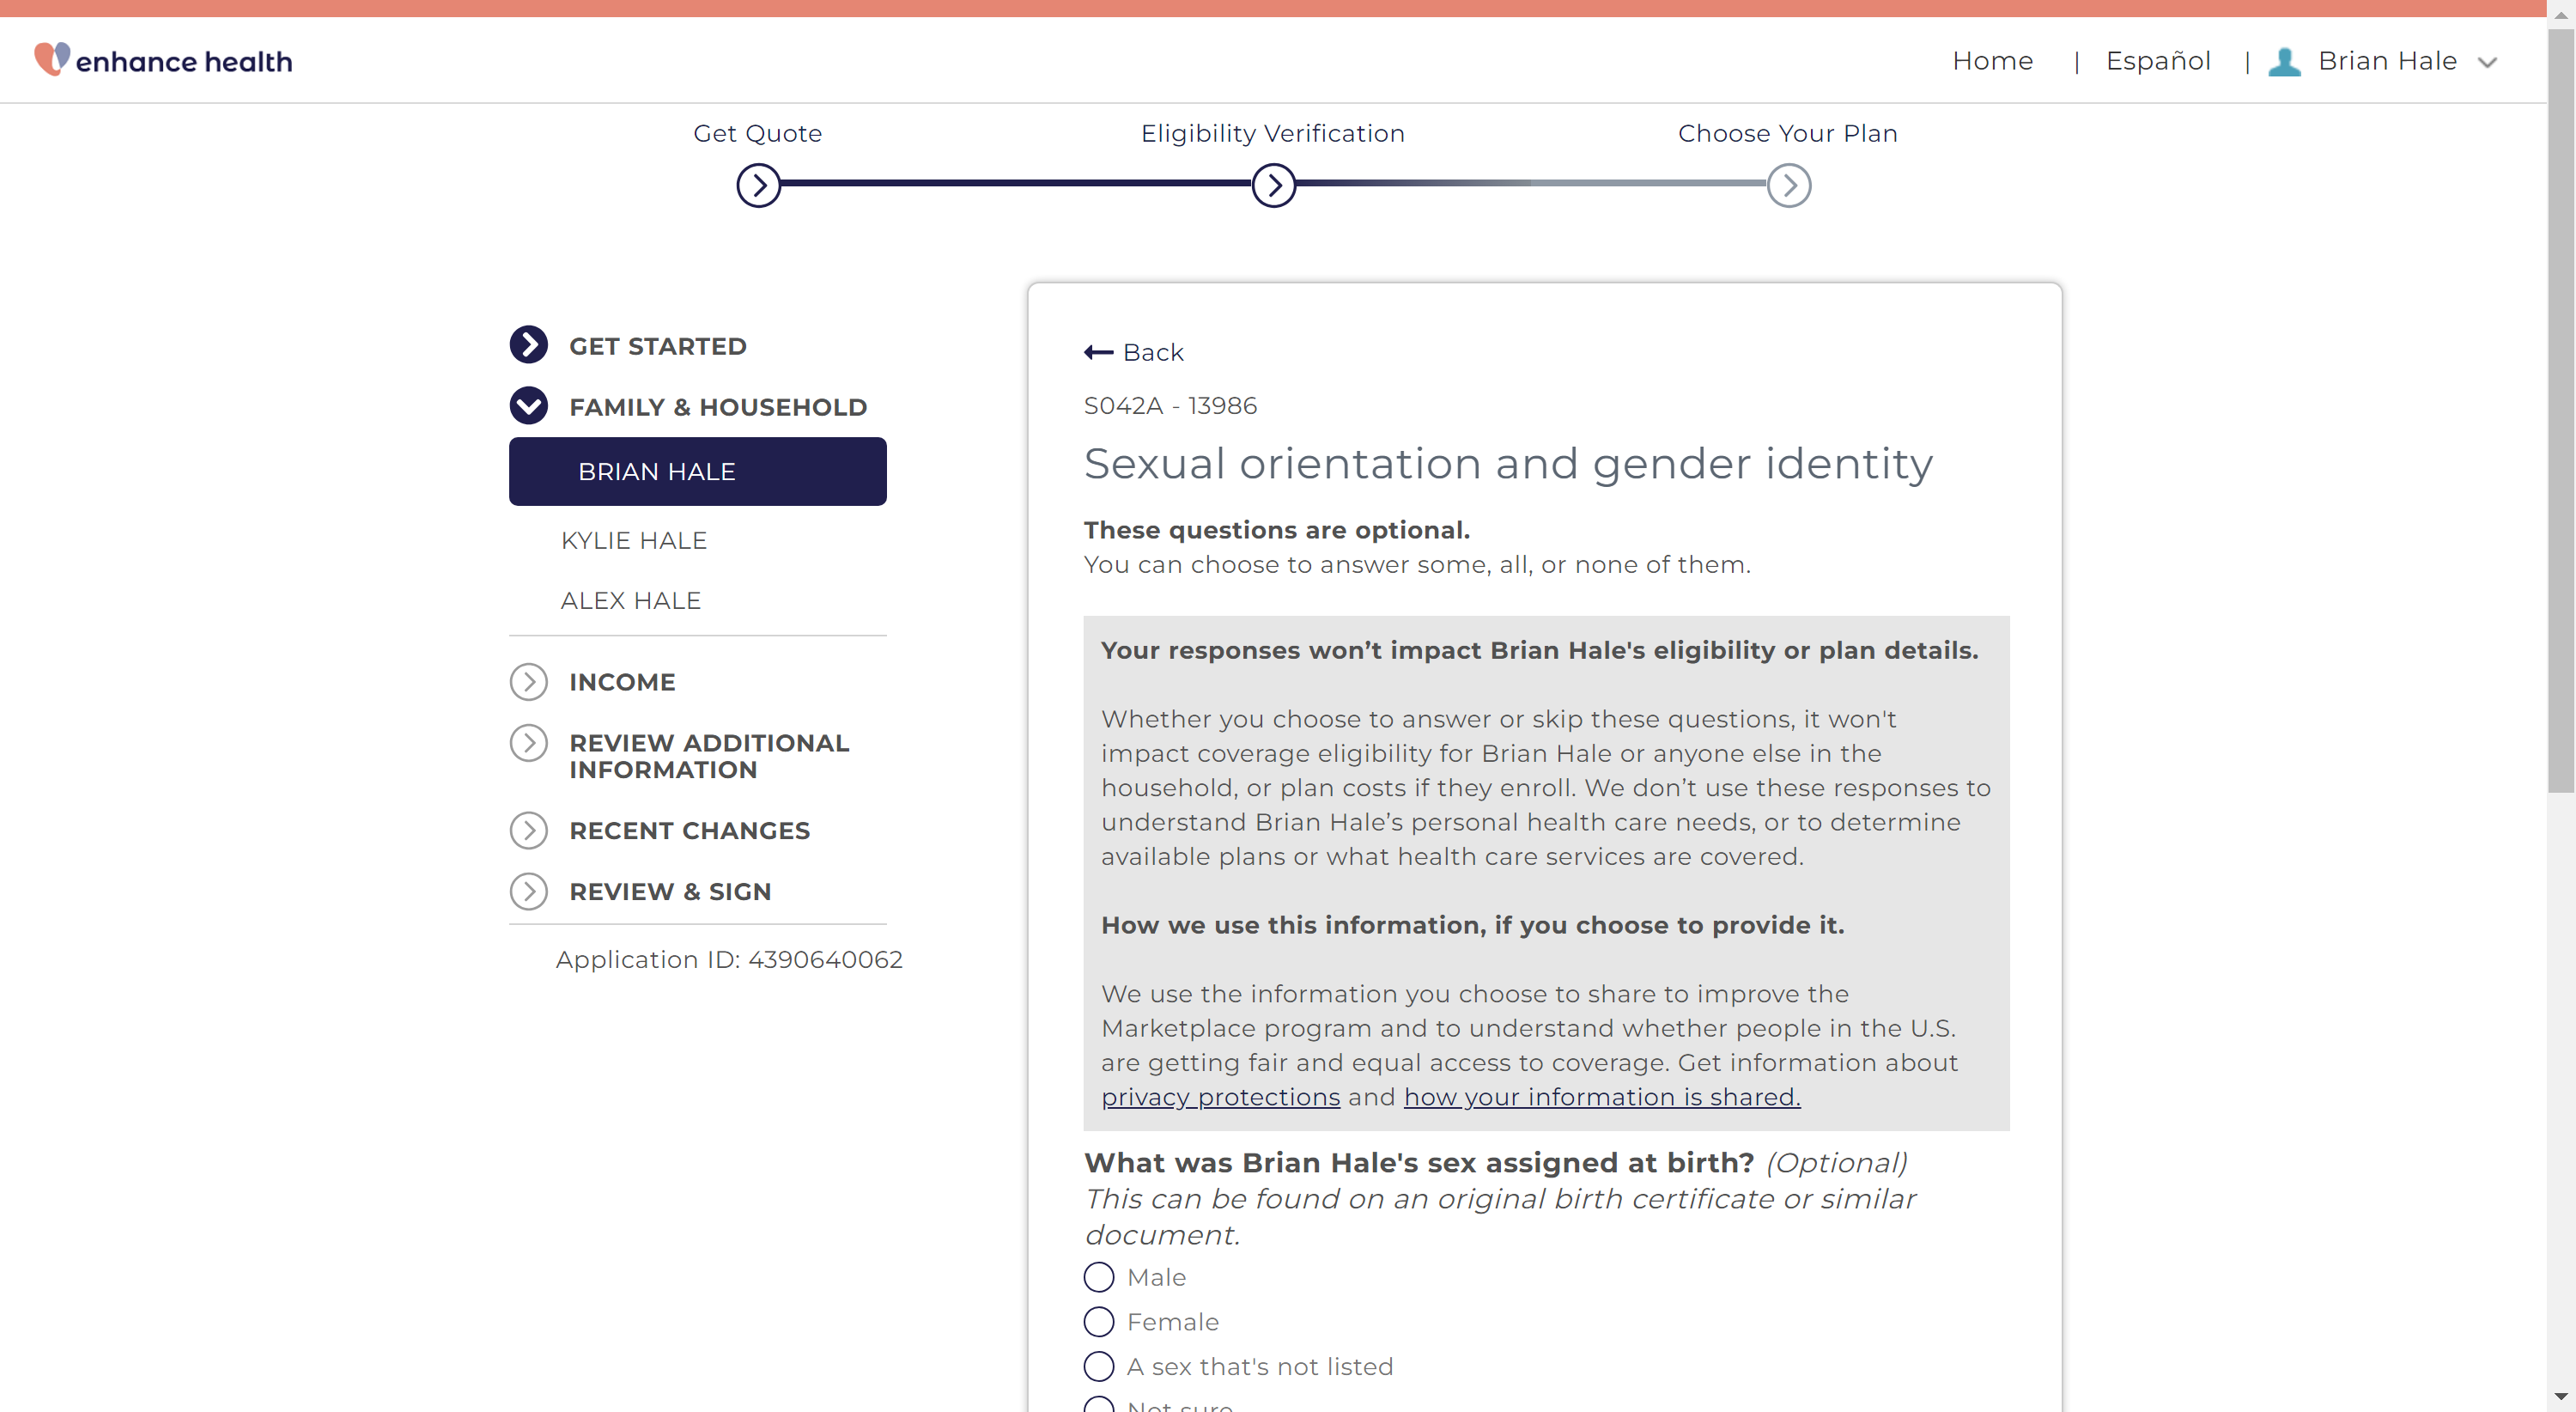 enhance health
Home | Español | Brian Hale
Get Quote
Eligibility Verification
Choose Your Plan
GET STARTED
FAMILY & HOUSEHOLD
BRIAN HALE
KYLIE HALE
ALEX HALE
INCOME
REVIEW ADDITIONAL
INFORMATION
RECENT CHANGES
REVIEW & SIGN
Application ID: 4390640062
Back
S042A - 13986
Sexual orientation and gender identity
These questions are optional.
You can choose to answer some, all, or none of them.
Your responses won’t impact Brian Hale's eligibility or plan details.
Whether you choose to answer or skip these questions, it won't
impact coverage eligibility for Brian Hale or anyone else in the
household, or plan costs if they enroll. We don’t use these responses to
understand Brian Hale’s personal health care needs, or to determine
available plans or what health care services are covered.
How we use this information, if you choose to provide it.
We use the information you choose to share to improve the
Marketplace program and to understand whether people in the U.S.
are getting fair and equal access to coverage. Get information about
privacy protections and how your information is shared.
What was Brian Hale's sex assigned at birth? (Optional)
This can be found on an original birth certificate or similar
document.
Male
Female
A sex that's not listed
Not sure